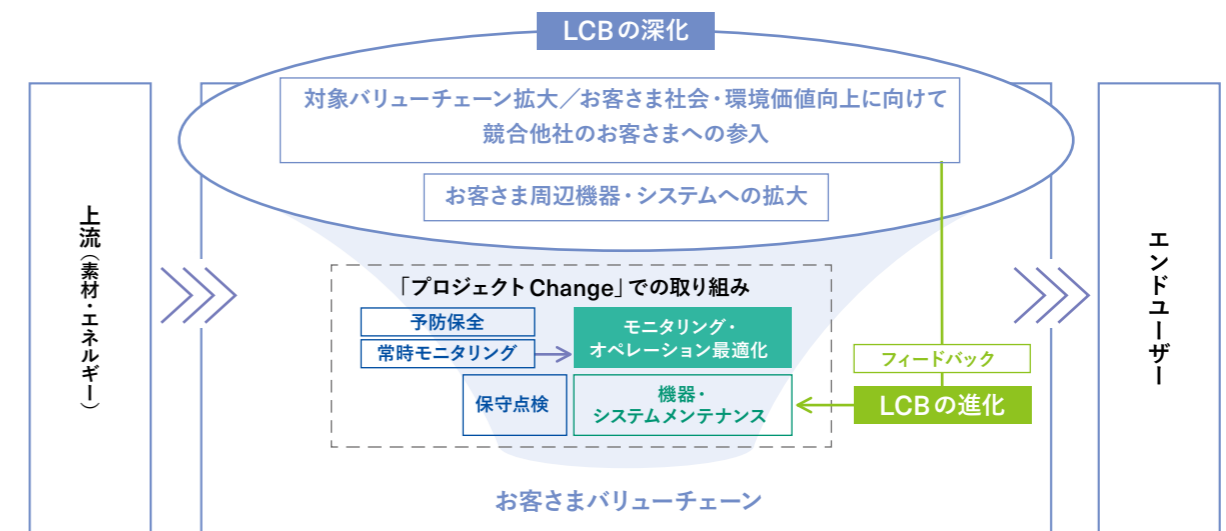 LCBの深化
対象バリューチェーン拡大／お客さま社会・環境価値向上に向けて
競合他社のお客さまへの参入
お客さま周辺機器・システムへの拡大
上流（素材・エネルギー）
「プロジェクトChange」での取り組み
予防保全
常時モニタリング
モニタリング・
オペレーション最適化
保守点検
機器・
システムメンテナンス
フィードバック
LCBの進化
エンドユーザー
お客さまバリューチェーン